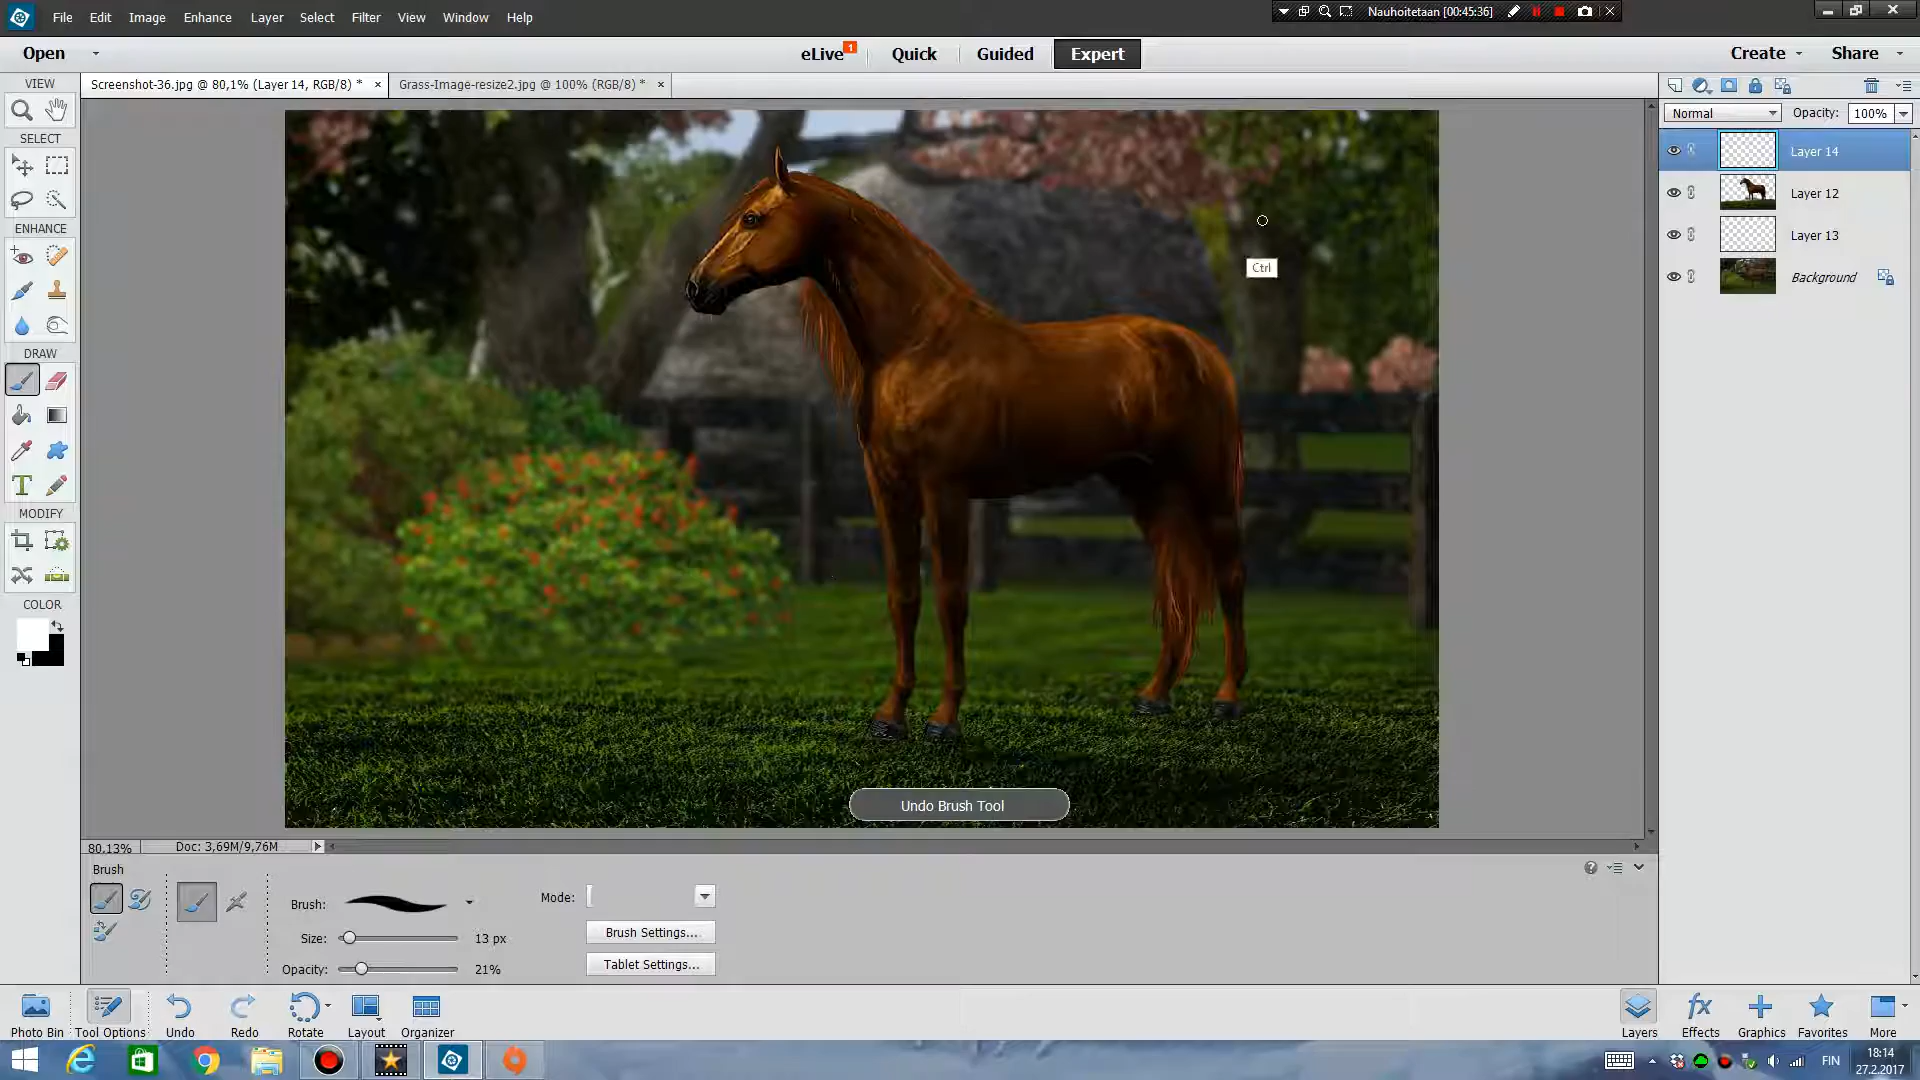 File Edit Image Enhance Layer Select Filter View Window Help
Nauhoitetaan [00:45:36]
Open
eLive 1 Quick Guided Expert
Create Share
VIEW
Screenshot-36.jpg @ 80,1% (Layer 14, RGB/8) * ×
Grass-Image-resize2.jpg @ 100% (RGB/8) * ×
Normal Opacity: 100%
SELECT
Layer 14
Layer 12
ENHANCE
Layer 13
Ctrl
Background
DRAW
T
MODIFY
COLOR
Undo Brush Tool
80,13% Doc: 3,69M/9,76M
Brush
Brush:
Mode:
Brush Settings...
Size: 13 px
Tablet Settings...
Opacity: 21%
fx
Photo Bin Tool Options Undo Redo Rotate Layout Organizer
Layers Effects Graphics Favorites More
FIN
18:14
27.2.2017